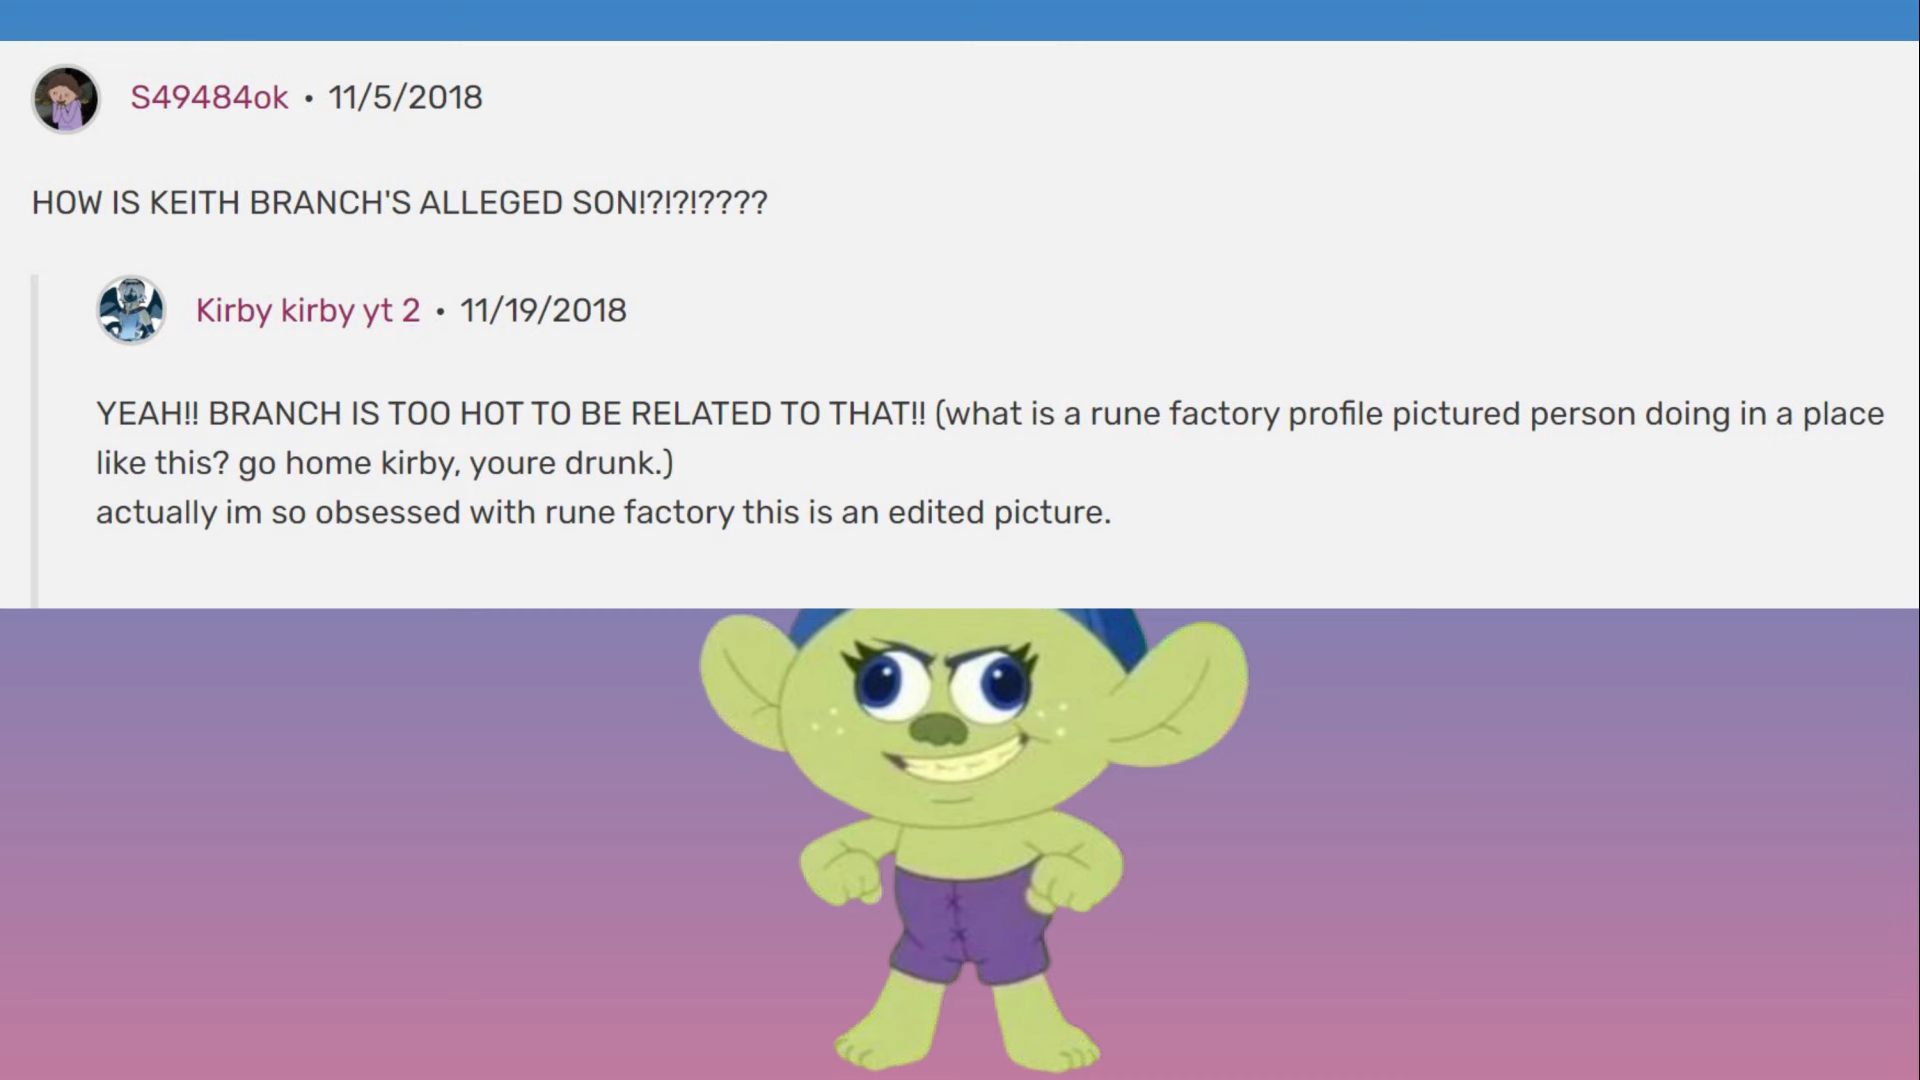 S49484ok • 11/5/2018
HOW IS KEITH BRANCH'S ALLEGED SON!?!?!????
Kirby kirby yt 2 • 11/19/2018
YEAH!! BRANCH IS TOO HOT TO BE RELATED TO THAT!! (what is a rune factory profile pictured person doing in a place
like this? go home kirby, youre drunk.)
actually im so obsessed with rune factory this is an edited picture.